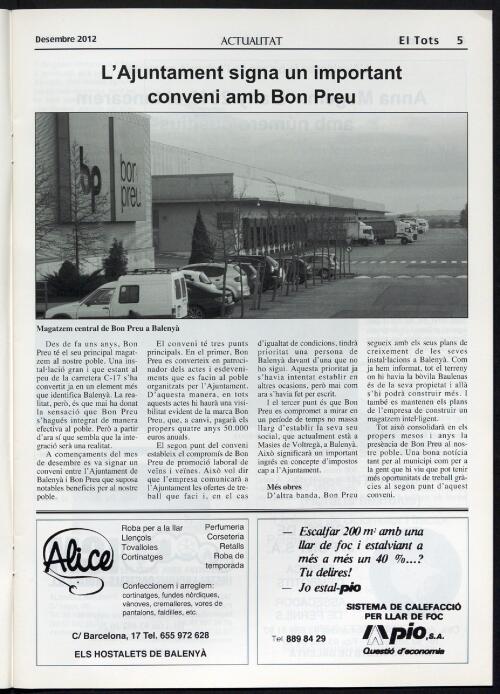 Desembre 2012
ACTUALITAT
El Tots 5
L'Ajuntament signa un important
conveni amb Bon Preu
bp
bon
preu
Magatzem central de Bon Preu a Balenyà
Des de fa uns anys, Bon
Preu té el seu principal magat-
zem al nostre poble. Una ins-
tal·lació gran i que estant al
peu de la carretera C-17 s'ha
convertit ja en un element més
que identifica Balenyà. La rea-
litat, però, és que mai ha donat
la sensació que Bon Preu
s'hagués integrat de manera
efectiva al poble. Però a partir
d'ara sí que sembla que la inte-
gració serà una realitat.
A començaments del mes
de desembre es va signar un
conveni entre l'Ajuntament de
Balenyà i Bon Preu que suposa
notables beneficis per al nostre
poble.
El conveni té tres punts
principals. En el primer, Bon
Preu es converteix en patroci-
nador dels actes i esdeveni-
ments que es facin al poble
organitzats per l'Ajuntament.
D'aquesta manera, en tots
aquests actes hi haurà una visi-
bilitat evident de la marca Bon
Preu, que, a canvi, pagarà els
propers quatre anys 50.000
euros anuals.
El segon punt del conveni
estableix el compromís de Bon
Preu de promoció laboral de
veïns i veïnes. Això vol dir
que l'empresa comunicarà a
l'Ajuntament les ofertes de tre-
ball que faci i, en el cas
d'igualtat de condicions, tindrà
prioritat una persona de
Balenyà davant d'una que no
ho sigui. Aquesta prioritat ja
s'havia intentat establir en
altres ocasions, però mai com
ara s'havia fet per escrit.
I el tercer punt és que Bon
Preu es compromet a mirar en
un període de temps no massa
llarg d'establir la seva seu
social, que actualment està a
Masies de Voltregà, a Balenyà.
Això significarà un important
ingrés en concepte d'impostos
cap a l'Ajuntament.
Més obres
D'altra banda, Bon Preu
segueix amb els seus plans de
creixement de les seves
instal·lacions a Balenyà. Com
ja hem informat, tot el terreny
on hi havia la bòvila Baulenas
és de la seva propietat i allà
s'hi podrà construir més. I
també es mantenen els plans
de l'empresa de construir un
magatzem intel·ligent.
Tot això consolidarà en els
propers mesos i anys la
presència de Bon Preu al nos-
tre poble. Una bona notícia
tant per al municipi com per a
la gent que hi viu que pot tenir
més oportunitats de treball grà-
cies al segon punt d'aquest
conveni.
Alice
Roba per a la llar
Llençols
Tovalloles
Cortinatges
Perfumeria
Corseteria
Retalls
Roba de
temporada
Confeccionem i arreglem:
cortinatges, fundes nòrdiques,
vànoves, cremalleres, vores de
pantalons, faldilles, etc.
C/ Barcelona, 17 Tel. 655 972 628
ELS HOSTALETS DE BALENYÀ
— Escalfar 200 m² amb una
llar de foc i estalviant a
més a més un 40 %...?
Tu delires!
— Jo estal-pio
SISTEMA DE CALEFACCIÓ
PER LLAR DE FOC
Tel. 889 84 29
pio, S.A.
Qüestió d'economia